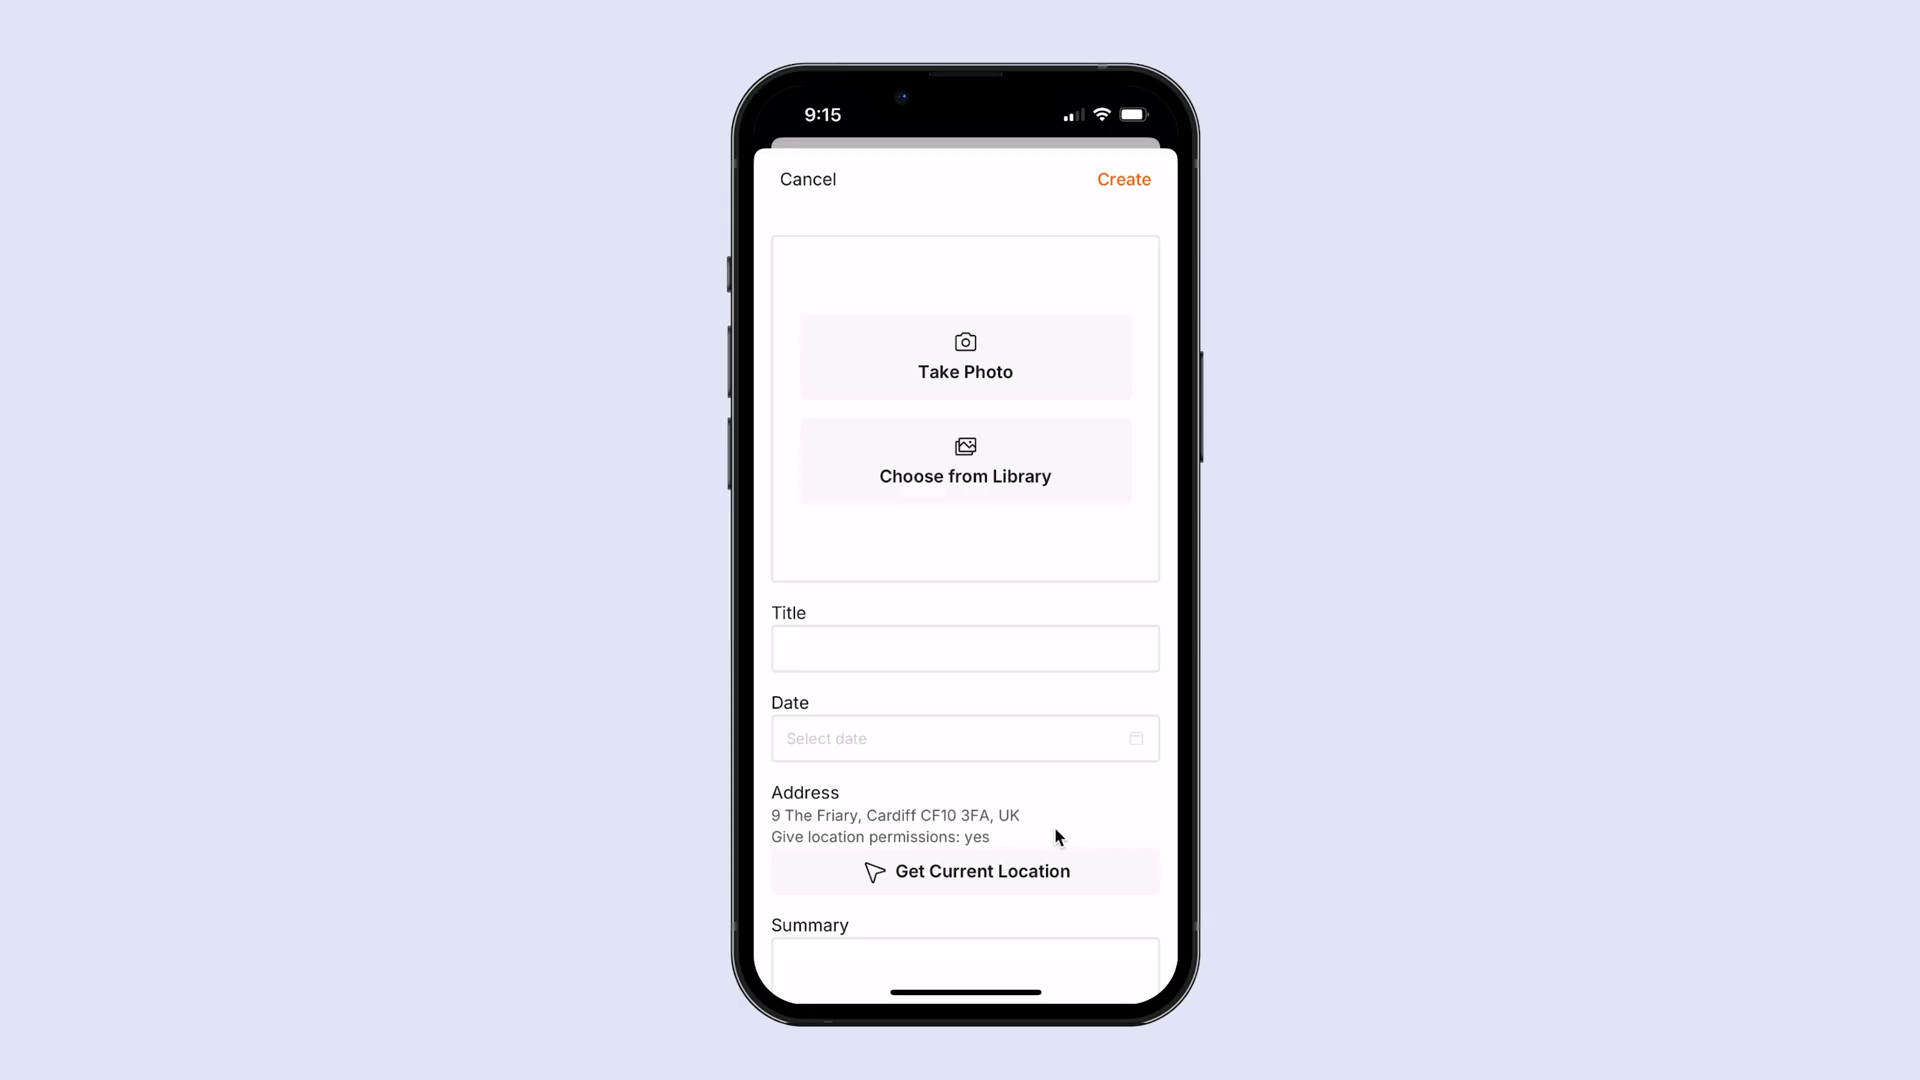 9:15
Cancel
Create
Take Photo
Choose from Library
Title
Date
Select date
Address
9 The Friary, Cardiff CF10 3FA, UK
Give location permissions: yes
Get Current Location
Summary